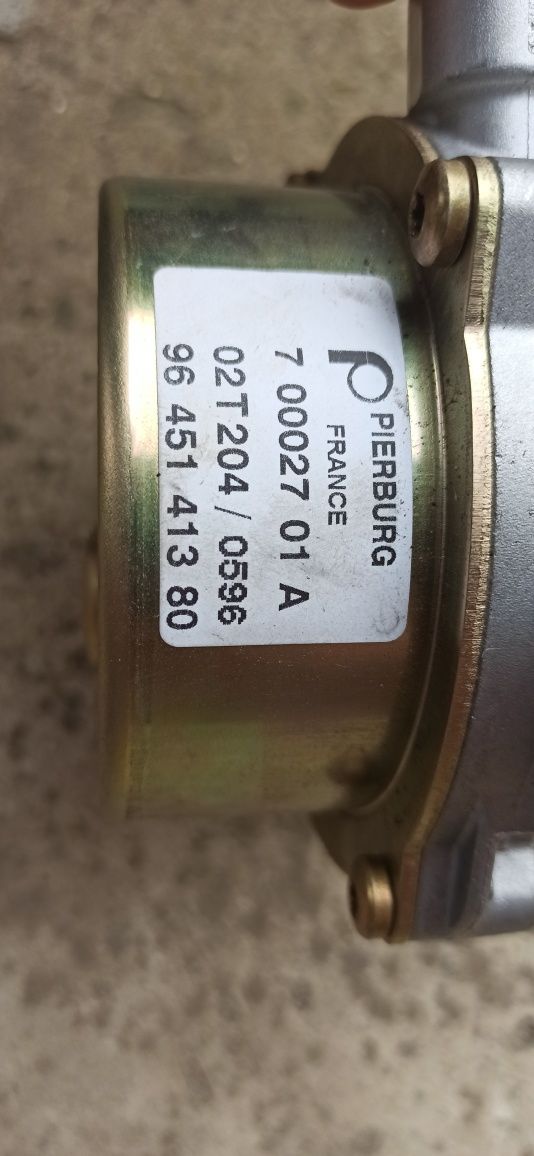 PIERBURG
FRANCE
7 00027 01 A
02T204 / 0596
96 451 413 80